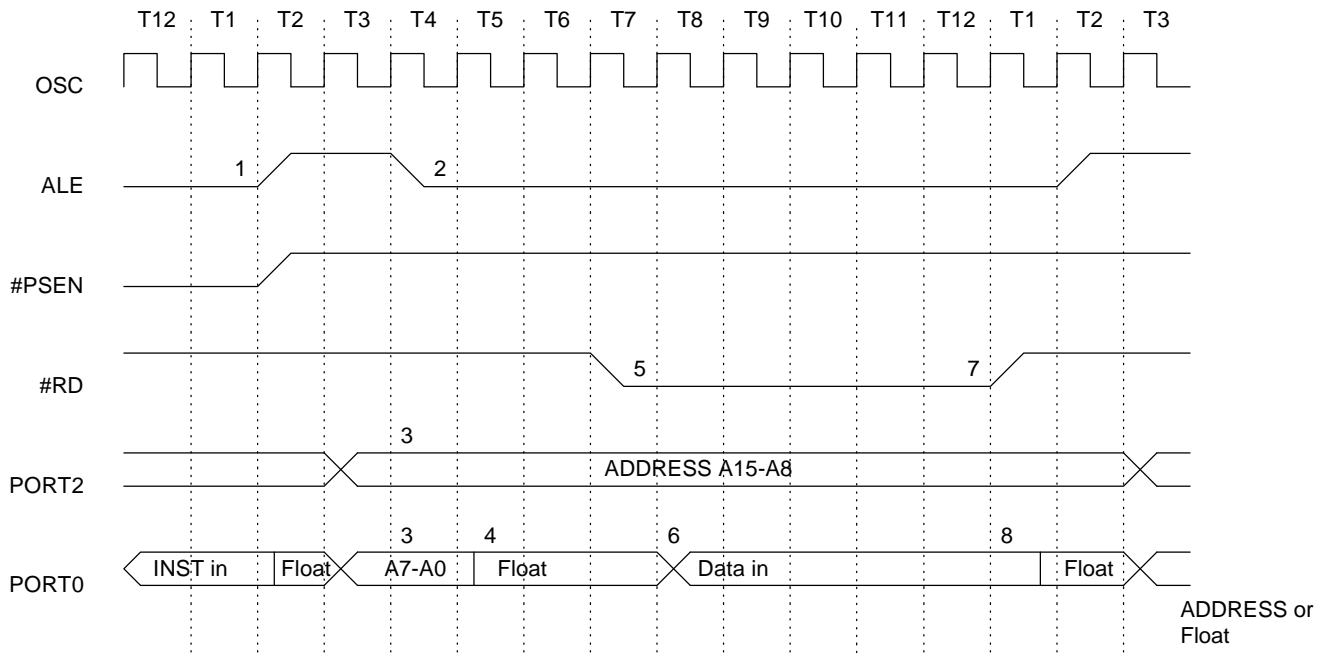 T12 T1 T2 T3 T4 T5 T6 T7 T8 T9 T10 T11 T12 T1 T2 T3
OSC
1 2
ALE
#PSEN
5 7
#RD
3
ADDRESS A15-A8
PORT2
3 4 6 8
INST in Float A7-A0 Float Data in Float
PORT0
ADDRESS or
Float